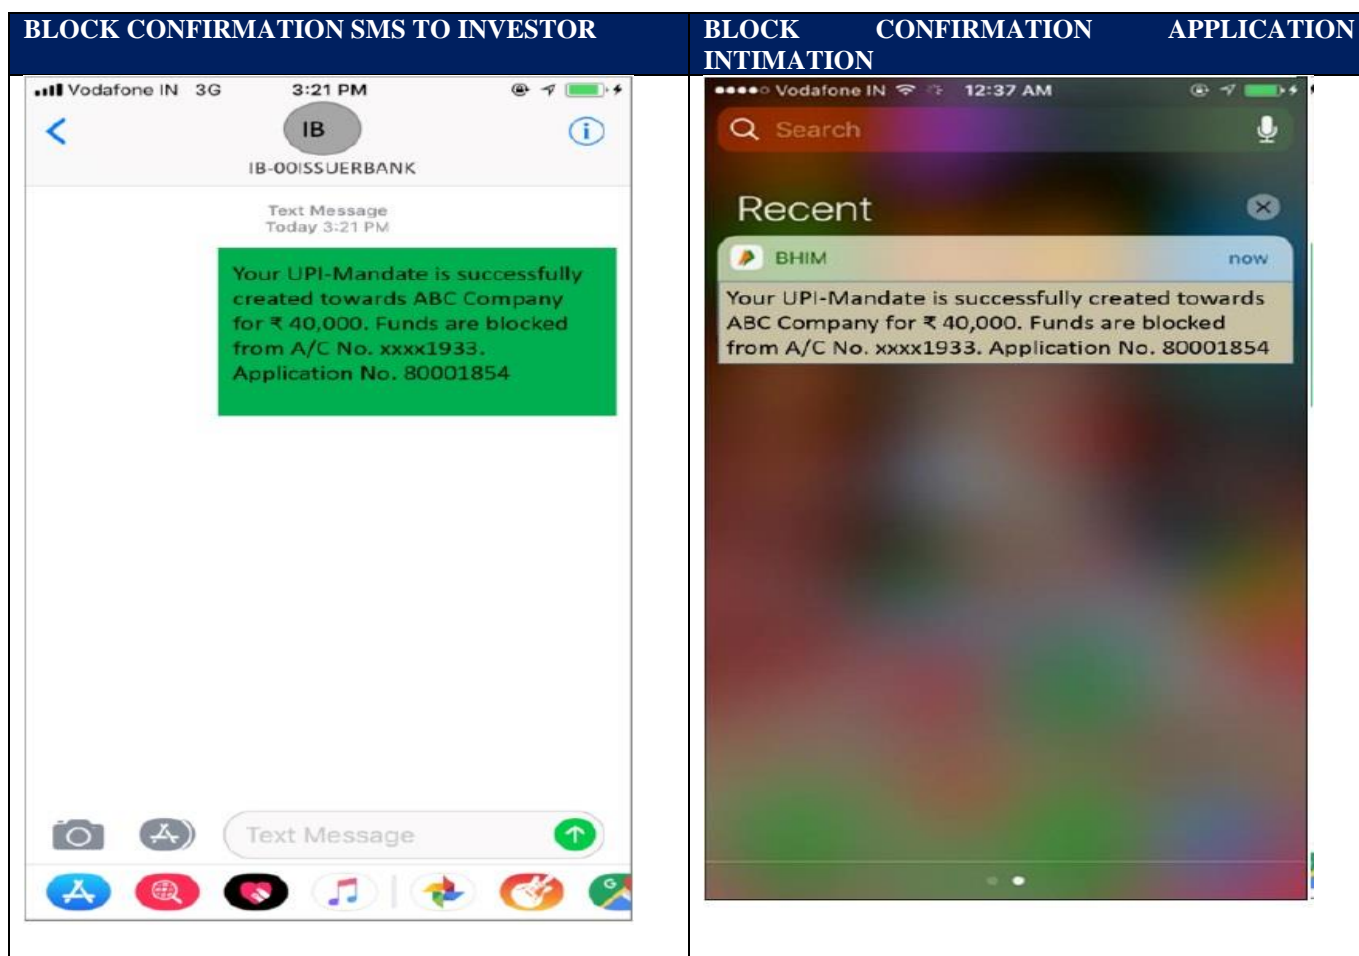 BLOCK CONFIRMATION SMS TO INVESTOR
BLOCK CONFIRMATION APPLICATION
INTIMATION
Vodafone IN 3G 3:21 PM
IB
IB-00ISSUERBANK
Text Message
Today 3:21 PM
Your UPI-Mandate is successfully
created towards ABC Company
for ₹ 40,000. Funds are blocked
from A/C No. xxxx1933.
Application No. 80001854
Text Message
G
Vodafone IN 12:37 AM
Search
Recent
BHIM now
Your UPI-Mandate is successfully created towards
ABC Company for ₹ 40,000. Funds are blocked
from A/C No. xxxx1933. Application No. 80001854